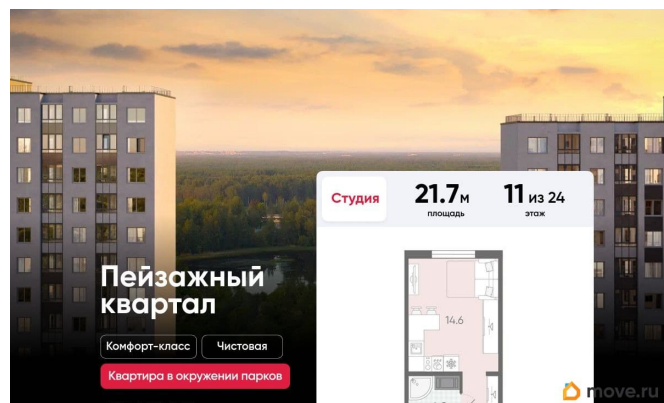 Студия
21.7 м
площадь
11 из 24
этаж
Пейзажный
квартал
14.6
Комфорт-класс
Чистовая
Квартира в окружении парков
move.ru